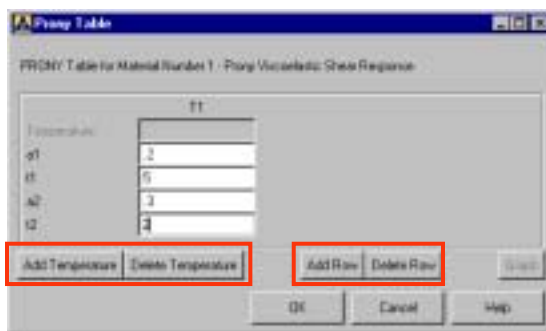 Prony Table
PRONY Table for Material Number 1 - Prony Viscoelastic Shear Response
T1
Temperature
a1 .2
t1 5
a2 .3
t2 2
Add Temperature Delete Temperature Add Row Delete Row Graph
OK Cancel Help